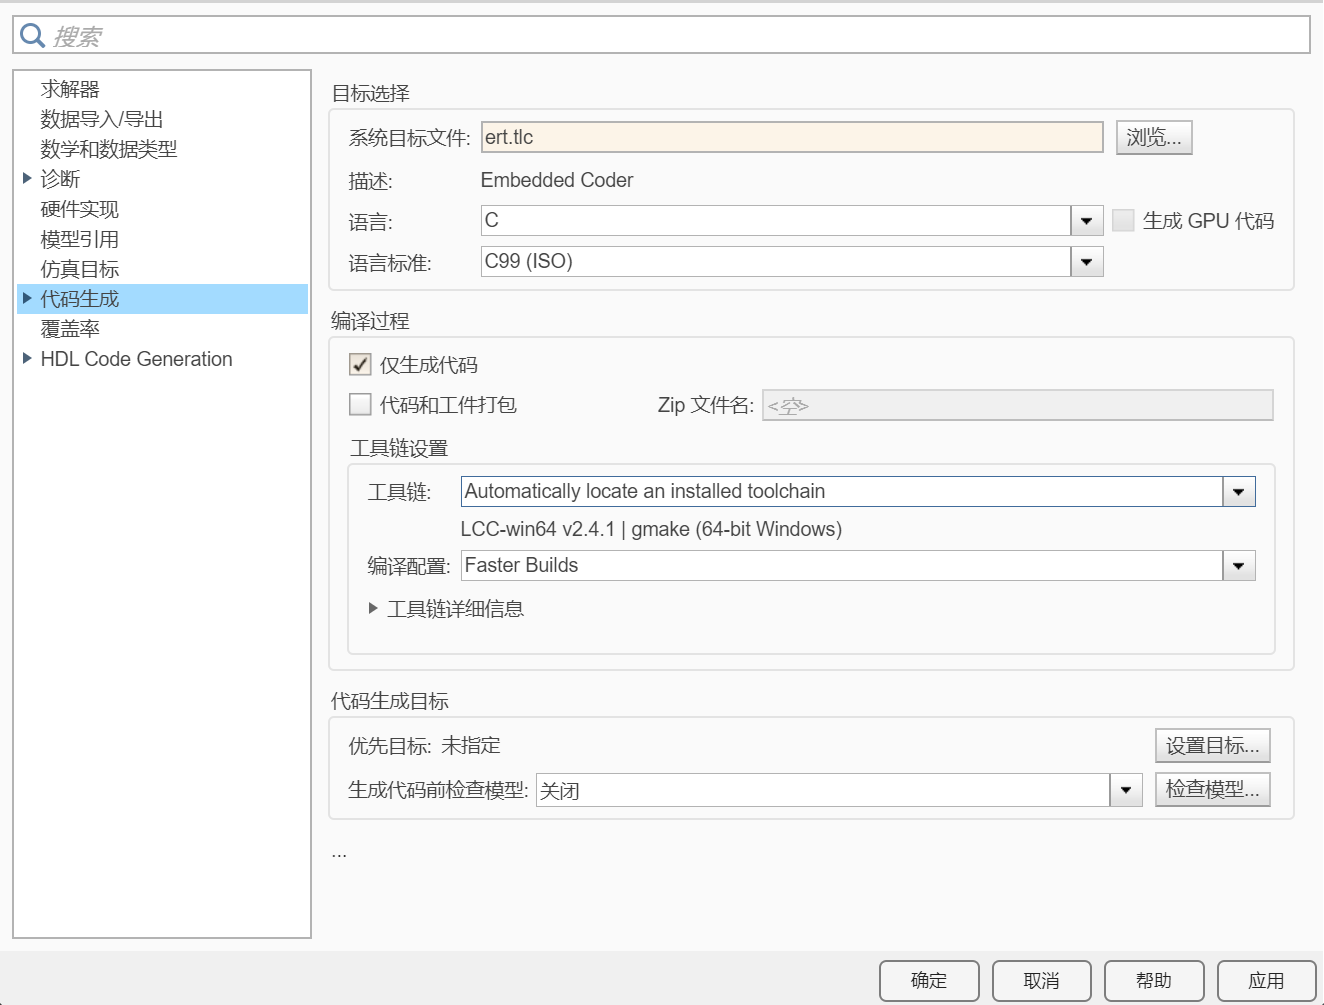 搜索
求解器
数据导入/导出
数学和数据类型
诊断
硬件实现
模型引用
仿真目标
代码生成
覆盖率
HDL Code Generation
目标选择
系统目标文件: ert.tlc 浏览...
描述: Embedded Coder
语言: C 生成 GPU 代码
语言标准: C99 (ISO)
编译过程
仅生成代码
代码和工件打包 Zip 文件名: <空>
工具链设置
工具链: Automatically locate an installed toolchain
LCC-win64 v2.4.1 | gmake (64-bit Windows)
编译配置: Faster Builds
工具链详细信息
代码生成目标
优先目标: 未指定 设置目标...
生成代码前检查模型: 关闭 检查模型...
...
确定 取消 帮助 应用